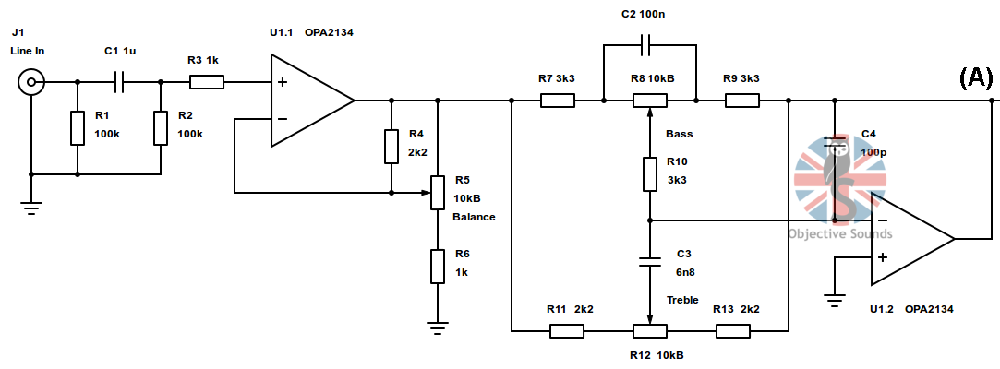 J1
Line In
C1 1u
R3 1k
R1
100k
R2
100k
U1.1 OPA2134
+
−
R4
2k2
R5
10kB
Balance
R6
1k
C2 100n
R7 3k3
R8 10kB
R9 3k3
Bass
R10
3k3
C3
6n8
Treble
R11 2k2
R12 10kB
R13 2k2
(A)
C4
100p
S
Objective Sounds
−
+
U1.2 OPA2134